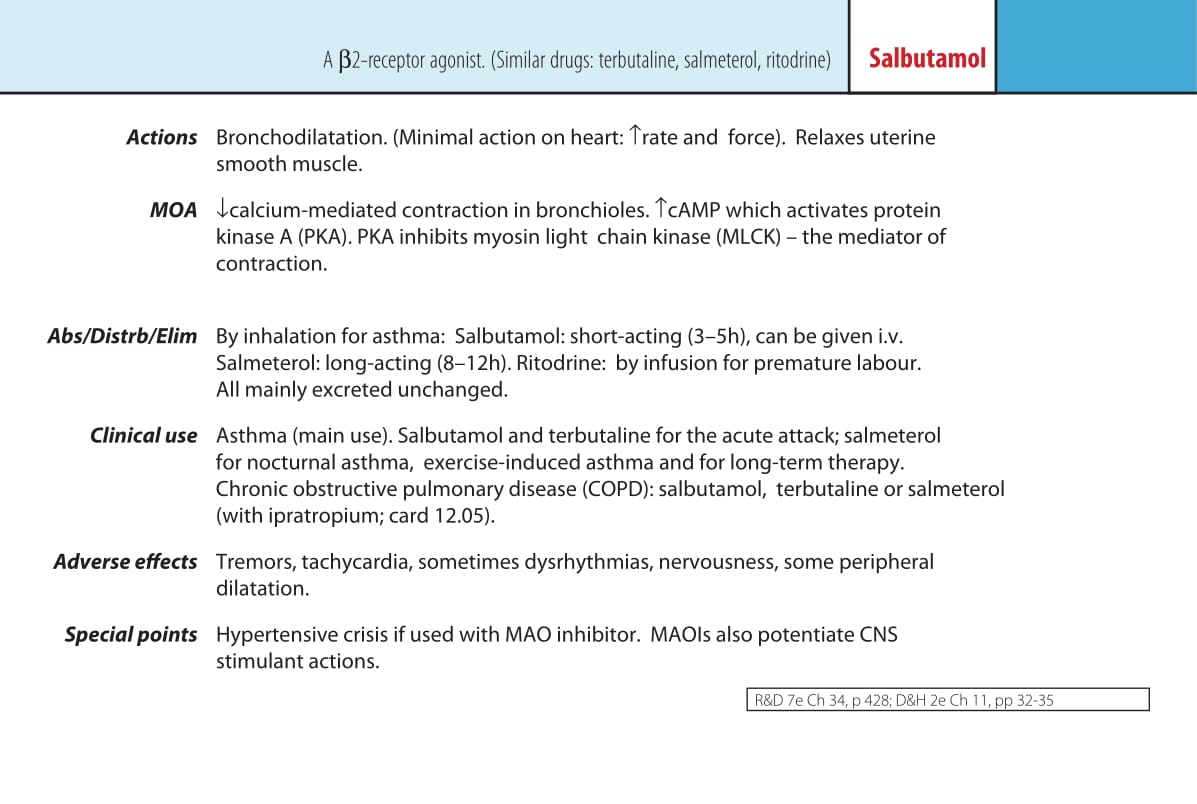 A β2-receptor agonist. (Similar drugs: terbutaline, salmeterol, ritodrine)
Salbutamol
Actions Bronchodilatation. (Minimal action on heart: ↑rate and force). Relaxes uterine
smooth muscle.
MOA ↓calcium-mediated contraction in bronchioles. ↑cAMP which activates protein
kinase A (PKA). PKA inhibits myosin light chain kinase (MLCK) – the mediator of
contraction.
Abs/Distrb/Elim By inhalation for asthma: Salbutamol: short-acting (3–5h), can be given i.v.
Salmeterol: long-acting (8–12h). Ritodrine: by infusion for premature labour.
All mainly excreted unchanged.
Clinical use Asthma (main use). Salbutamol and terbutaline for the acute attack; salmeterol
for nocturnal asthma, exercise-induced asthma and for long-term therapy.
Chronic obstructive pulmonary disease (COPD): salbutamol, terbutaline or salmeterol
(with ipratropium; card 12.05).
Adverse effects Tremors, tachycardia, sometimes dysrhythmias, nervousness, some peripheral
dilatation.
Special points Hypertensive crisis if used with MAO inhibitor. MAOIs also potentiate CNS
stimulant actions.
R&D 7e Ch 34, p 428; D&H 2e Ch 11, pp 32-35